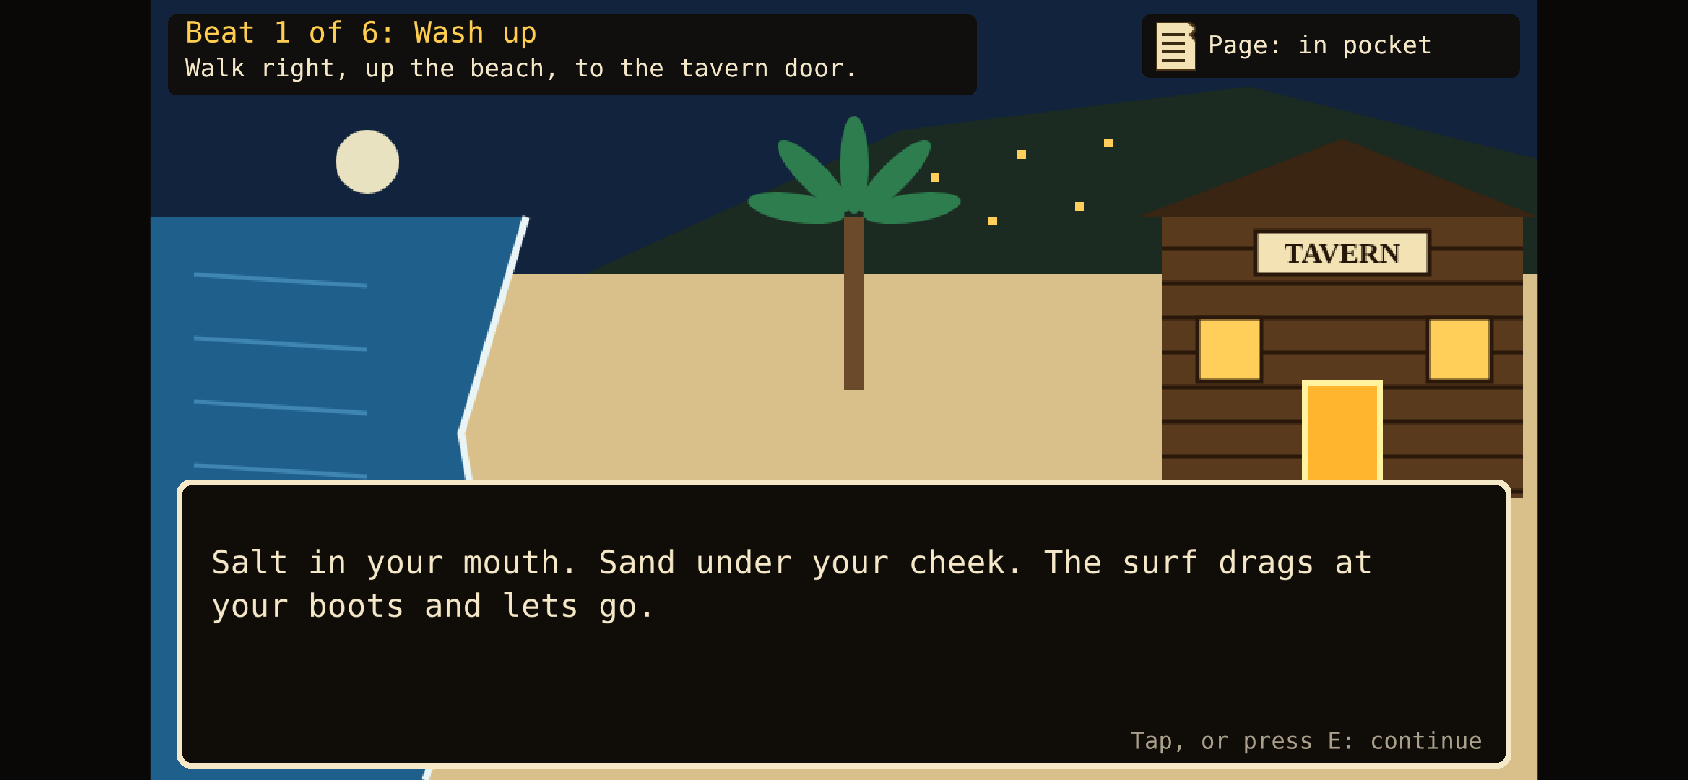 Beat 1 of 6: Wash up
Walk right, up the beach, to the tavern door.
Page: in pocket
TAVERN
Salt in your mouth. Sand under your cheek. The surf drags at
your boots and lets go.
Tap, or press E: continue